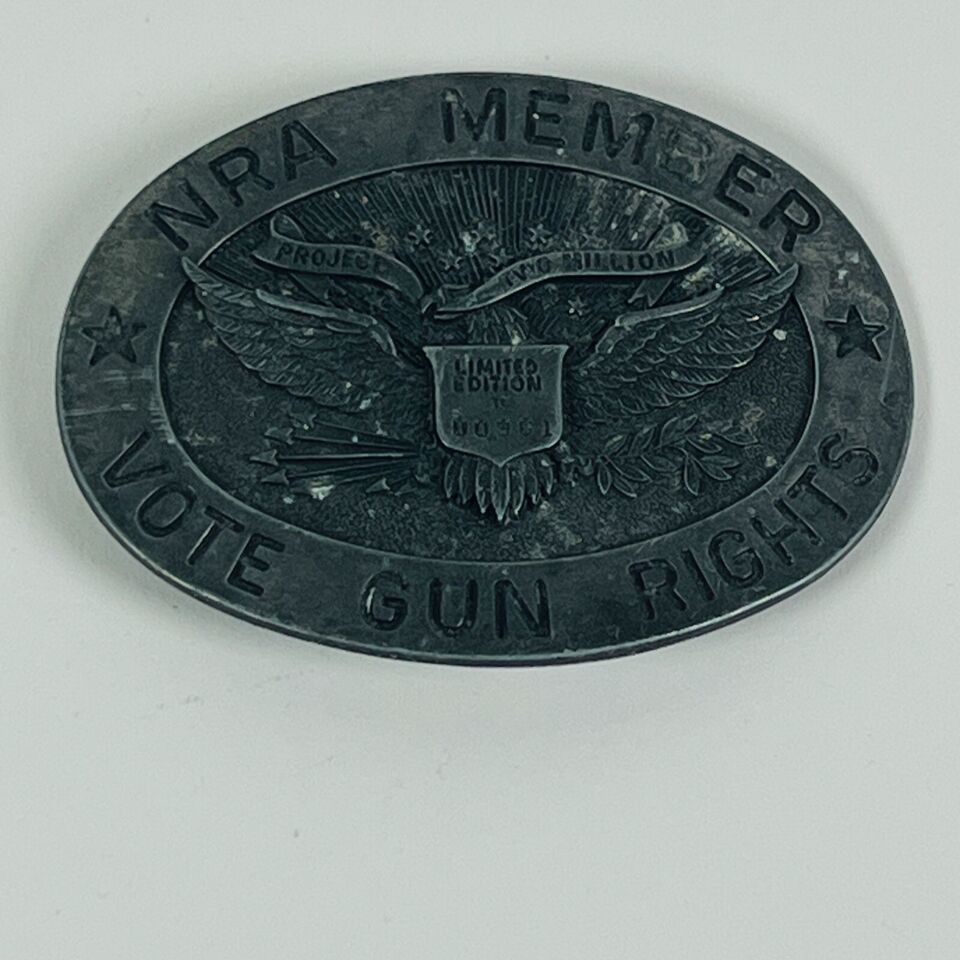 NRA MEMBER
PROJECT TWO MILLION
LIMITED
EDITION
VOTE GUN RIGHTS